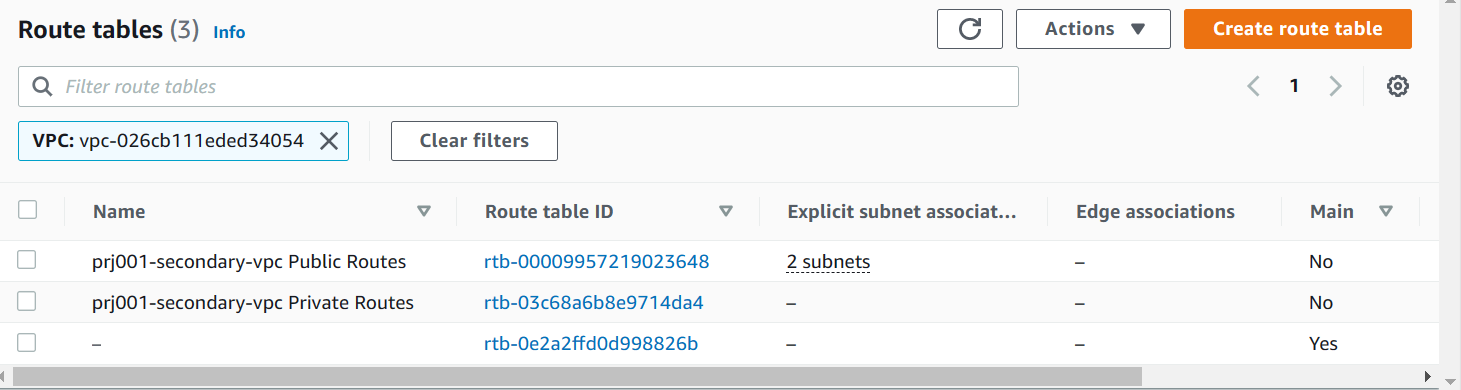 Route tables (3) Info Actions Create route table
Filter route tables 1
VPC: vpc-026cb111eded34054 Clear filters
Name Route table ID Explicit subnet associat... Edge associations Main
prj001-secondary-vpc Public Routes rtb-00009957219023648 2 subnets – No
prj001-secondary-vpc Private Routes rtb-03c68a6b8e9714da4 – – No
– rtb-0e2a2ffd0d998826b – – Yes